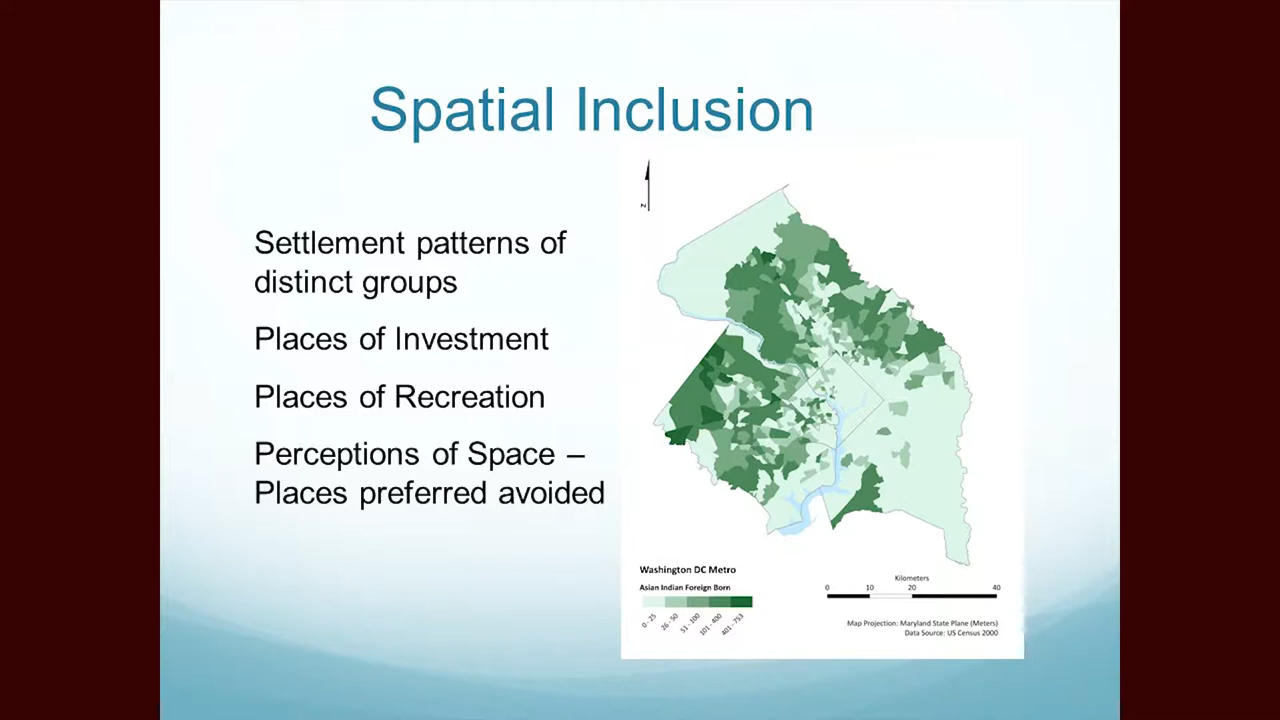 Spatial Inclusion
Settlement patterns of
distinct groups
Places of Investment
Places of Recreation
Perceptions of Space –
Places preferred avoided
N
Washington DC Metro
Asian Indian Foreign Born
0 - 25
26 - 50
51 - 100
101 - 400
401 - 753
Kilometers
0 10 20 40
Map Projection: Maryland State Plane (Meters)
Data Source: US Census 2000